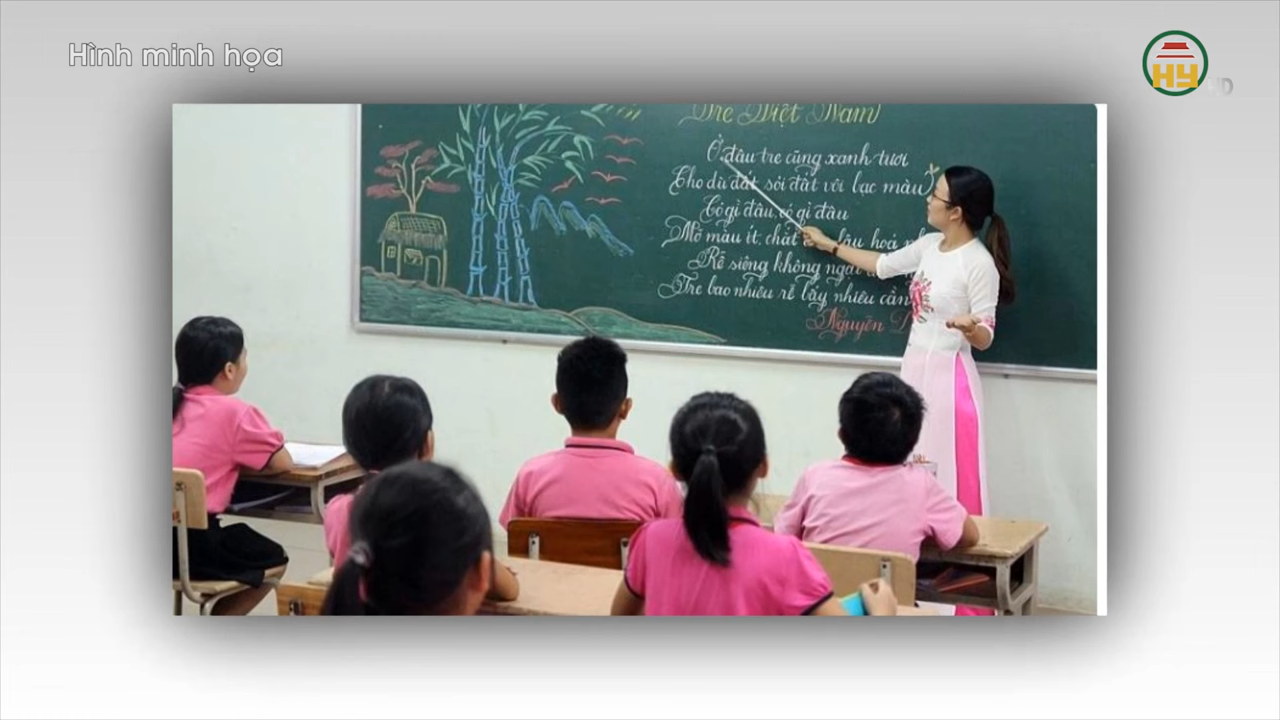 Hình minh họa
HY
HD
Tre Việt Nam
Ở đâu tre cũng xanh tươi
Cho dù đất sỏi đất vôi bạc màu
Có gì đâu, có gì đâu
Mỡ màu ít, chắt
Rễ siêng không ngại
Tre bao nhiêu rễ bấy nhiêu cần
Nguyễn D